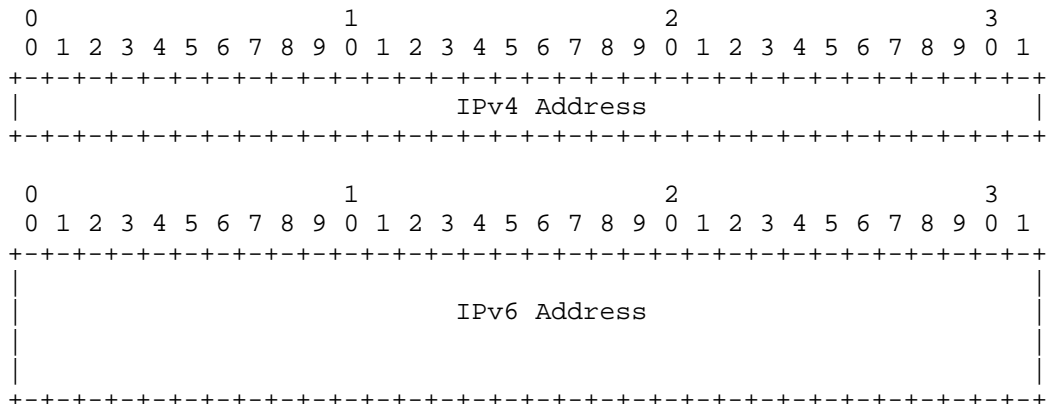 0                   1                   2                   3
 0 1 2 3 4 5 6 7 8 9 0 1 2 3 4 5 6 7 8 9 0 1 2 3 4 5 6 7 8 9 0 1
+-+-+-+-+-+-+-+-+-+-+-+-+-+-+-+-+-+-+-+-+-+-+-+-+-+-+-+-+-+-+-+-+
|                           IPv4 Address                        |
+-+-+-+-+-+-+-+-+-+-+-+-+-+-+-+-+-+-+-+-+-+-+-+-+-+-+-+-+-+-+-+-+
 0                   1                   2                   3
 0 1 2 3 4 5 6 7 8 9 0 1 2 3 4 5 6 7 8 9 0 1 2 3 4 5 6 7 8 9 0 1
+-+-+-+-+-+-+-+-+-+-+-+-+-+-+-+-+-+-+-+-+-+-+-+-+-+-+-+-+-+-+-+-+
|                                                               |
|                           IPv6 Address                        |
|                                                               |
|                                                               |
+-+-+-+-+-+-+-+-+-+-+-+-+-+-+-+-+-+-+-+-+-+-+-+-+-+-+-+-+-+-+-+-+